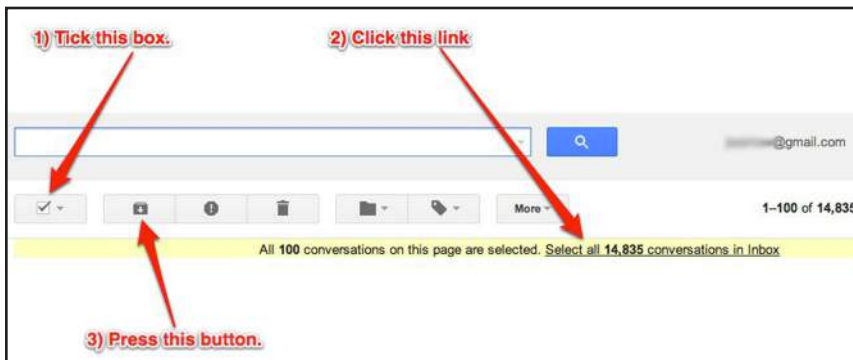 1) Tick this box.
2) Click this link
@gmail.com
More
1–100 of 14,835
All 100 conversations on this page are selected. Select all 14,835 conversations in Inbox
3) Press this button.